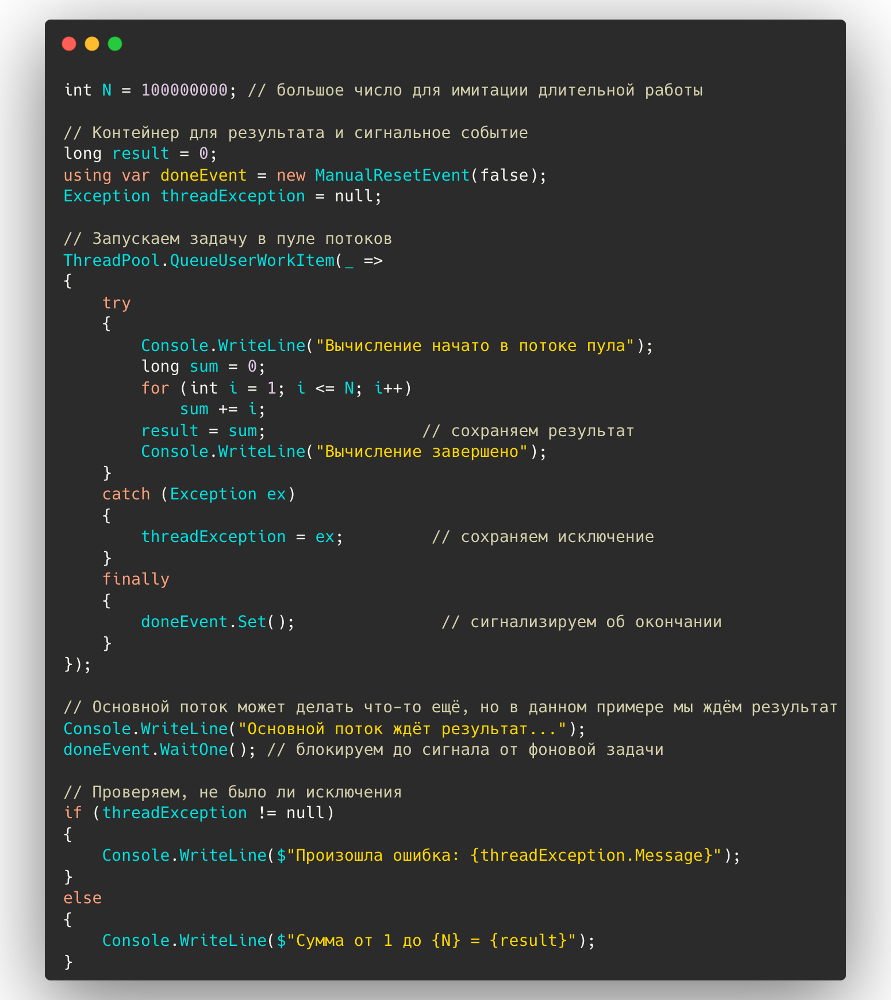 int N = 100000000; // большое число для имитации длительной работы

// Контейнер для результата и сигнальное событие
long result = 0;
using var doneEvent = new ManualResetEvent(false);
Exception threadException = null;

// Запускаем задачу в пуле потоков
ThreadPool.QueueUserWorkItem(_ =>
{
    try
    {
        Console.WriteLine("Вычисление начато в потоке пула");
        long sum = 0;
        for (int i = 1; i <= N; i++)
            sum += i;
        result = sum;                // сохраняем результат
        Console.WriteLine("Вычисление завершено");
    }
    catch (Exception ex)
    {
        threadException = ex;         // сохраняем исключение
    }
    finally
    {
        doneEvent.Set();               // сигнализируем об окончании
    }
});

// Основной поток может делать что-то ещё, но в данном примере мы ждём результат
Console.WriteLine("Основной поток ждёт результат...");
doneEvent.WaitOne(); // блокируем до сигнала от фоновой задачи

// Проверяем, не было ли исключения
if (threadException != null)
{
    Console.WriteLine($"Произошла ошибка: {threadException.Message}");
}
else
{
    Console.WriteLine($"Сумма от 1 до {N} = {result}");
}